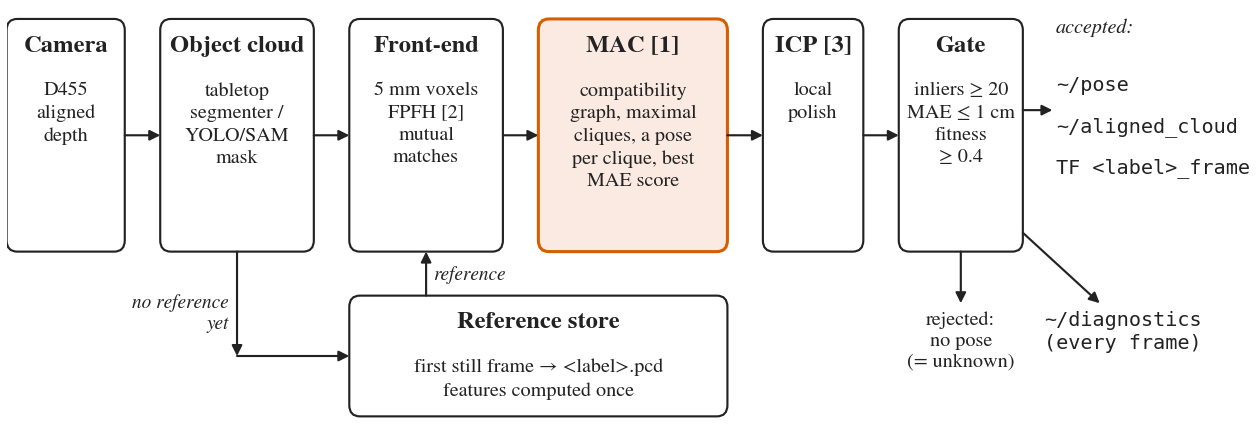 Camera
D455
aligned
depth
Object cloud
tabletop
segmenter /
YOLO/SAM
mask
Front-end
5 mm voxels
FPFH [2]
mutual
matches
MAC [1]
compatibility
graph, maximal
cliques, a pose
per clique, best
MAE score
ICP [3]
local
polish
Gate
inliers ≥ 20
MAE ≤ 1 cm
fitness
≥ 0.4
accepted:
~/pose
~/aligned_cloud
TF <label>_frame
no reference
yet
reference
Reference store
first still frame → <label>.pcd
features computed once
rejected:
no pose
(= unknown)
~/diagnostics
(every frame)